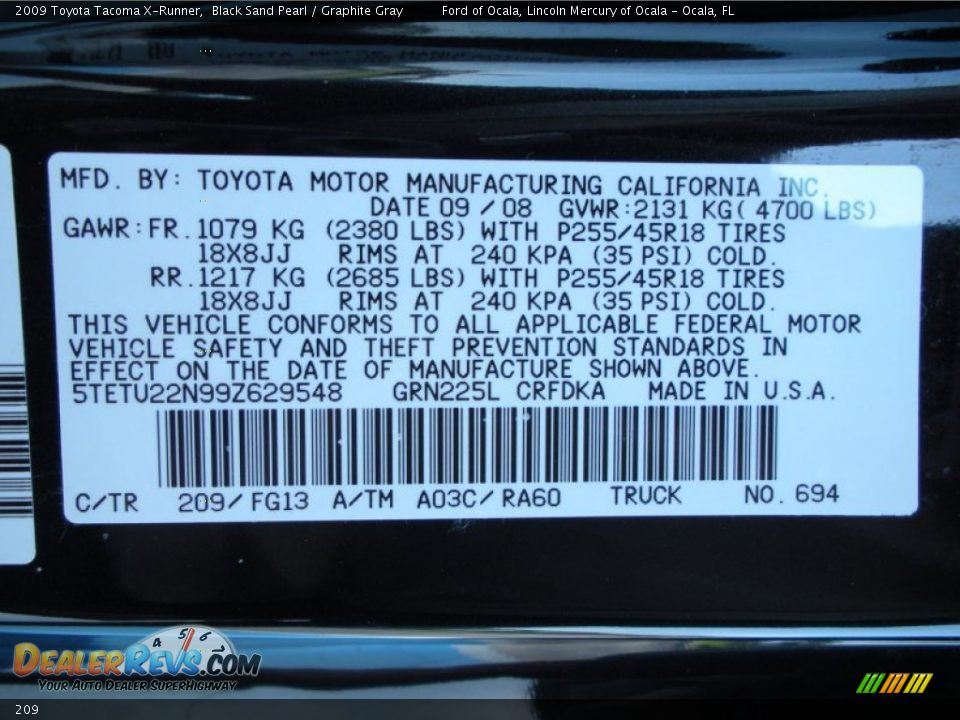 2009 Toyota Tacoma X-Runner, Black Sand Pearl / Graphite Gray Ford of Ocala, Lincoln Mercury of Ocala - Ocala, FL
MFD. BY: TOYOTA MOTOR MANUFACTURING CALIFORNIA INC.
DATE 09/08 GVWR:2131 KG( 4700 LBS)
GAWR:FR.1079 KG (2380 LBS) WITH P255/45R18 TIRES
18X8JJ RIMS AT 240 KPA (35 PSI) COLD.
RR.1217 KG (2685 LBS) WITH P255/45R18 TIRES
18X8JJ RIMS AT 240 KPA (35 PSI) COLD.
THIS VEHICLE CONFORMS TO ALL APPLICABLE FEDERAL MOTOR
VEHICLE SAFETY AND THEFT PREVENTION STANDARDS IN
EFFECT ON THE DATE OF MANUFACTURE SHOWN ABOVE.
5TETU22N99Z629548 GRN225L CRFDKA MADE IN U.S.A.
C/TR 209/FG13 A/TM A03C/RA60 TRUCK NO. 694
4 5 6
DEALERREVS.COM
YOUR AUTO DEALER SUPERHIGHWAY
209